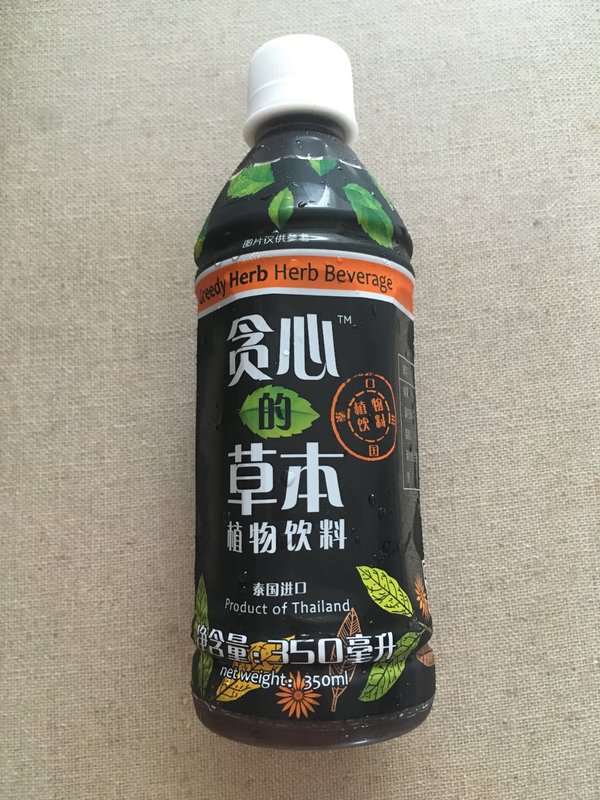 图片仅供参考
Greedy Herb Herb Beverage
贪心™
的
草本
植物饮料
植物
饮料
口
国
泰国进口
Product of Thailand
净含量:350毫升
net weight: 350ml